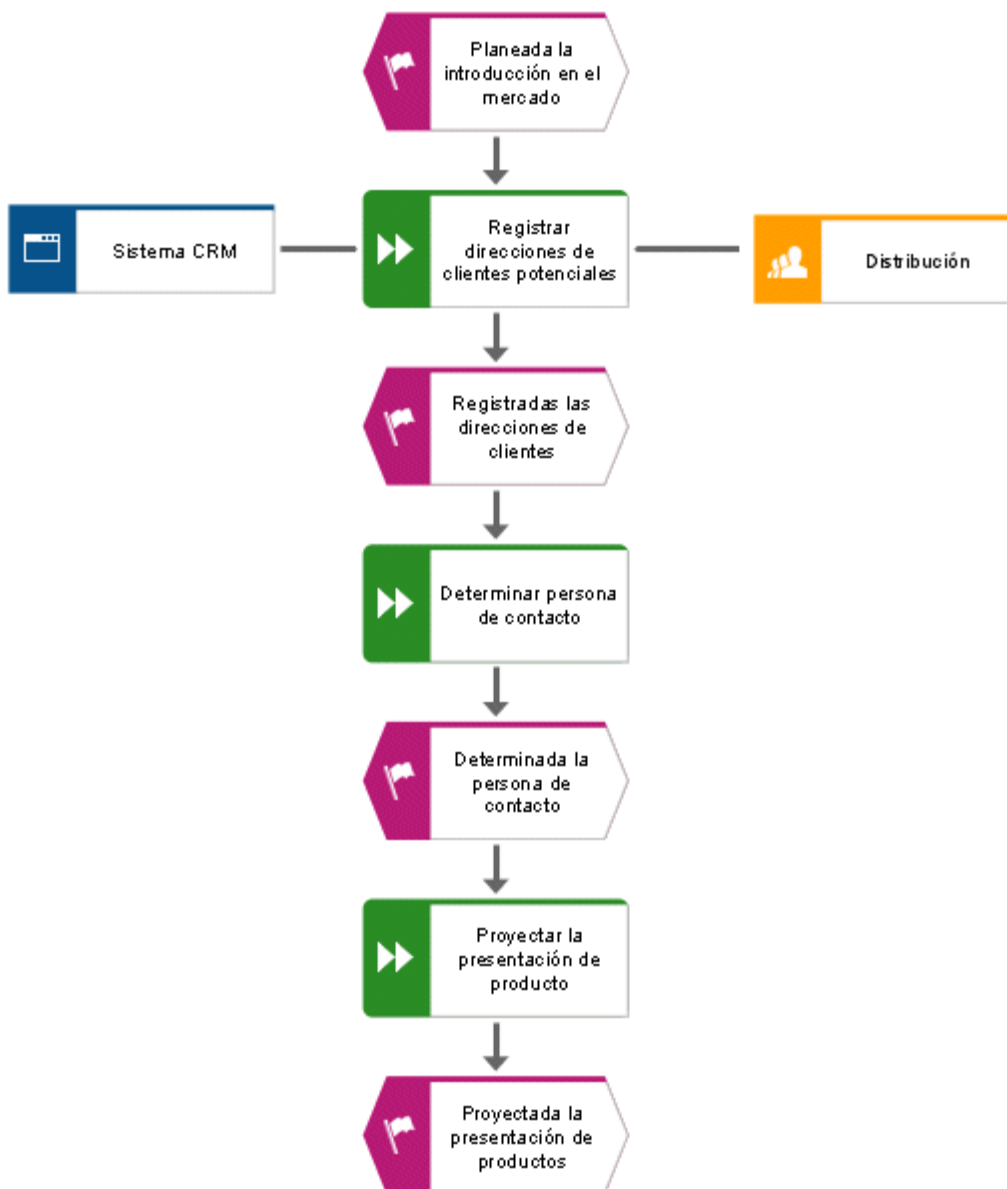 Planeada la
introducción en el
mercado
Sistema CRM
Registrar
direcciones de
clientes potenciales
Distribución
Registradas las
direcciones de
clientes
Determinar persona
de contacto
Determinada la
persona de
contacto
Proyectar la
presentación de
producto
Proyectada la
presentación de
productos